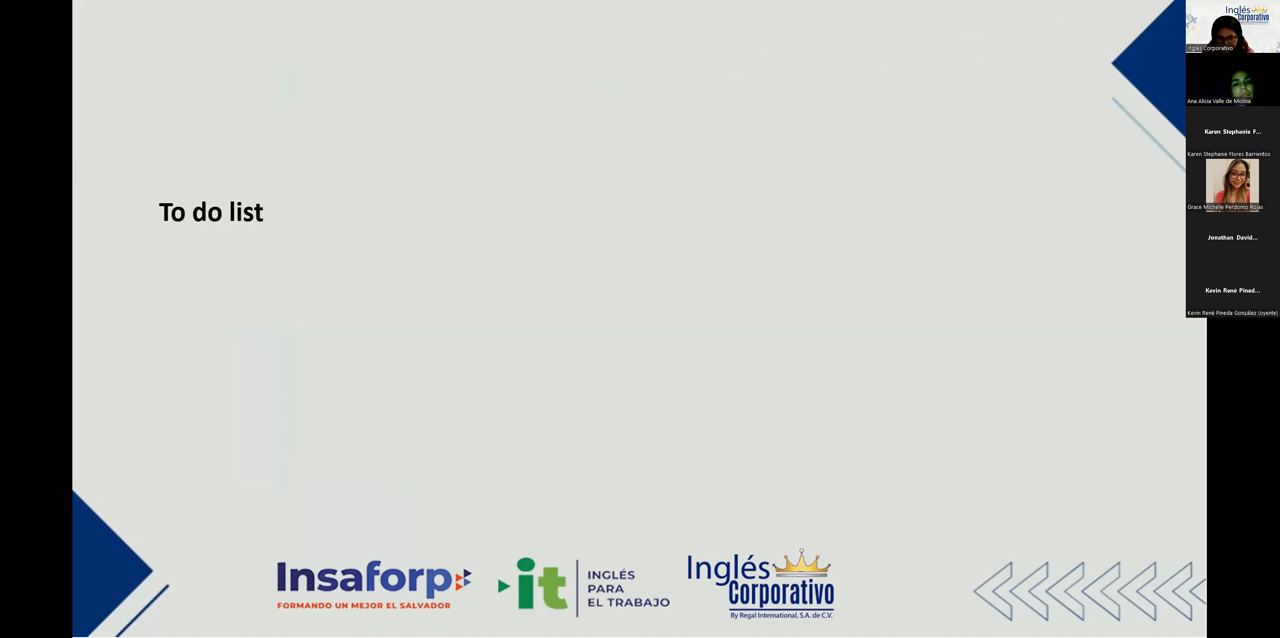 To do list
Insaforp
FORMANDO UN MEJOR EL SALVADOR
it
INGLÉS
PARA
EL TRABAJO
Inglés
Corporativo
By Regal International, S.A. de C.V.
Inglés
Corporativo
Inglés Corporativo
Ana Alicia Valle de Molina
Karen Stephanie F...
Karen Stephanie Flores Barrientos
Grace Michelle Perdomo Rojas
Jonathan David...
Kevin René Pined...
Kevin René Pineda González (oyente)